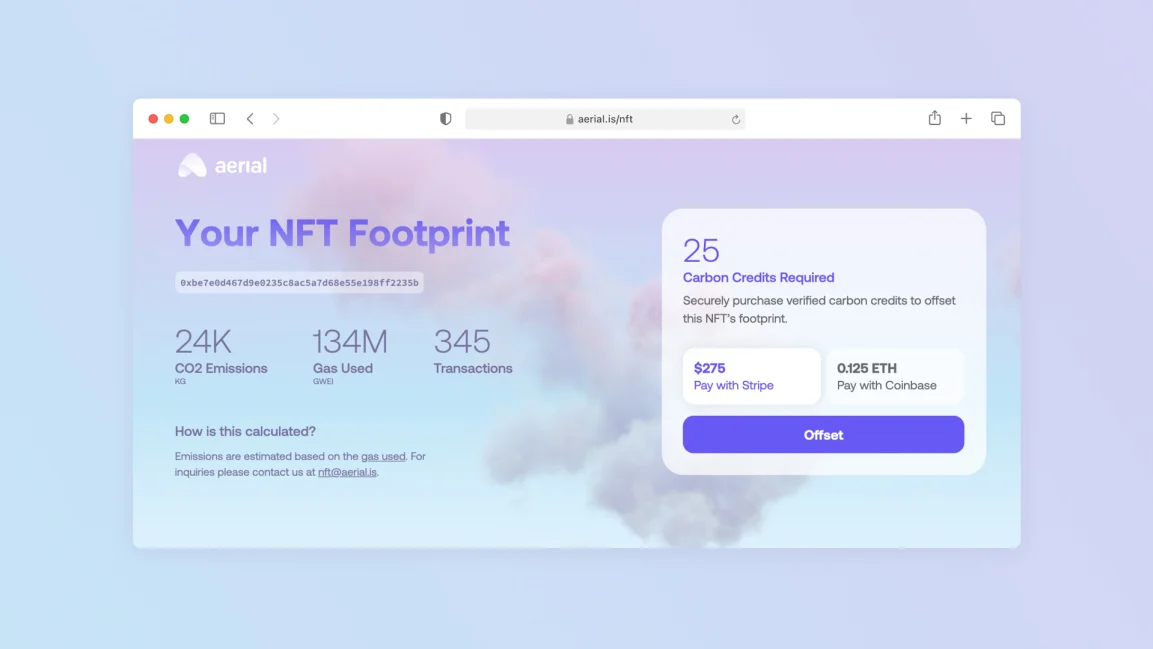 aerial.is/nft
aerial
Your NFT Footprint
0xbe7e0d467d9e0235c8ac5a7d68e55e198ff2235b
24K
CO2 Emissions
KG
134M
Gas Used
GWEI
345
Transactions
How is this calculated?
Emissions are estimated based on the gas used. For
inquiries please contact us at nft@aerial.is.
25
Carbon Credits Required
Securely purchase verified carbon credits to offset
this NFT's footprint.
$275
Pay with Stripe
0.125 ETH
Pay with Coinbase
Offset